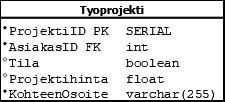 Tyoprojekti
*ProjektiID PK SERIAL
*AsiakasID FK int
°Tila boolean
°Projektihinta float
*KohteenOsoite varchar(255)